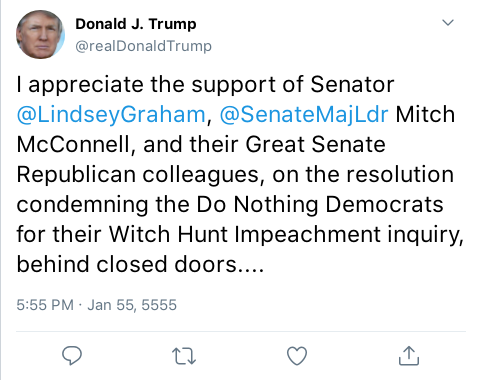 Donald J. Trump
@realDonaldTrump
I appreciate the support of Senator
@LindseyGraham, @SenateMajLdr Mitch
McConnell, and their Great Senate
Republican colleagues, on the resolution
condemning the Do Nothing Democrats
for their Witch Hunt Impeachment inquiry,
behind closed doors....
5:55 PM · Jan 55, 5555